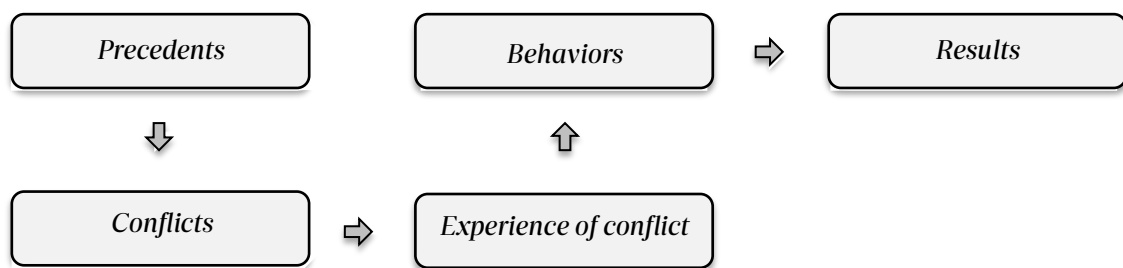 Precedents
Behaviors
Results
Conflicts
Experience of conflict